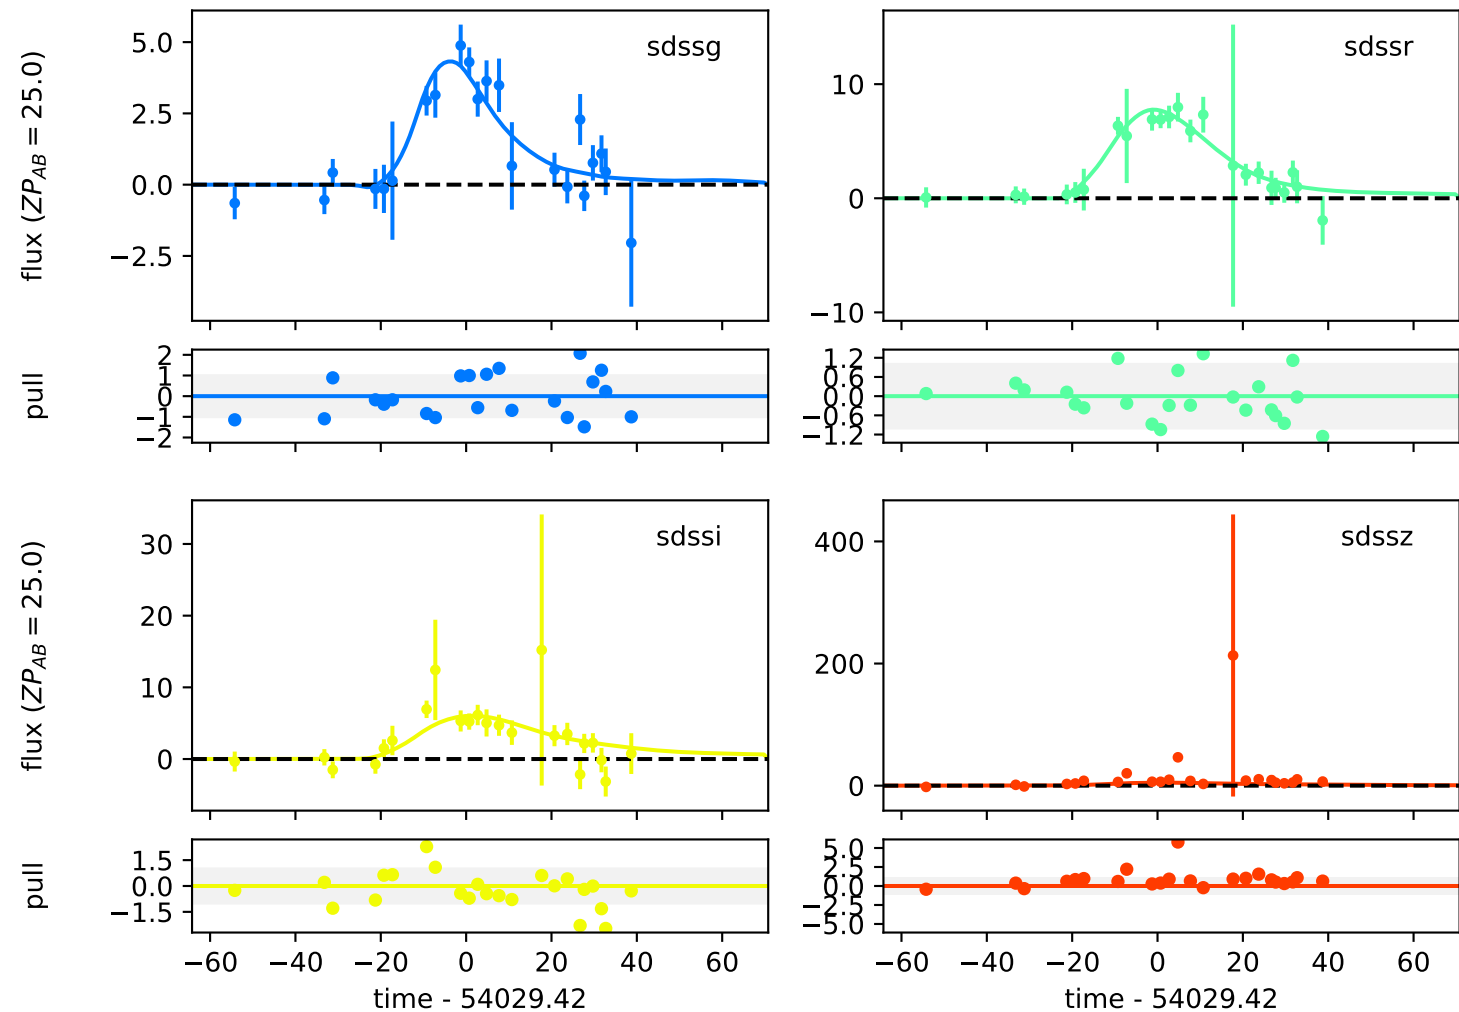 flux (ZP_AB = 25.0)
5.0
2.5
0.0
−2.5
sdssg
10
0
−10
sdssr
pull
2
1
0
−1
−2
1.2
0.6
0.0
−0.6
−1.2
flux (ZP_AB = 25.0)
30
20
10
0
sdssi
400
200
0
sdssz
pull
1.5
0.0
−1.5
5.0
2.5
0.0
−2.5
−5.0
−60 −40 −20 0 20 40 60
−60 −40 −20 0 20 40 60
time - 54029.42
time - 54029.42